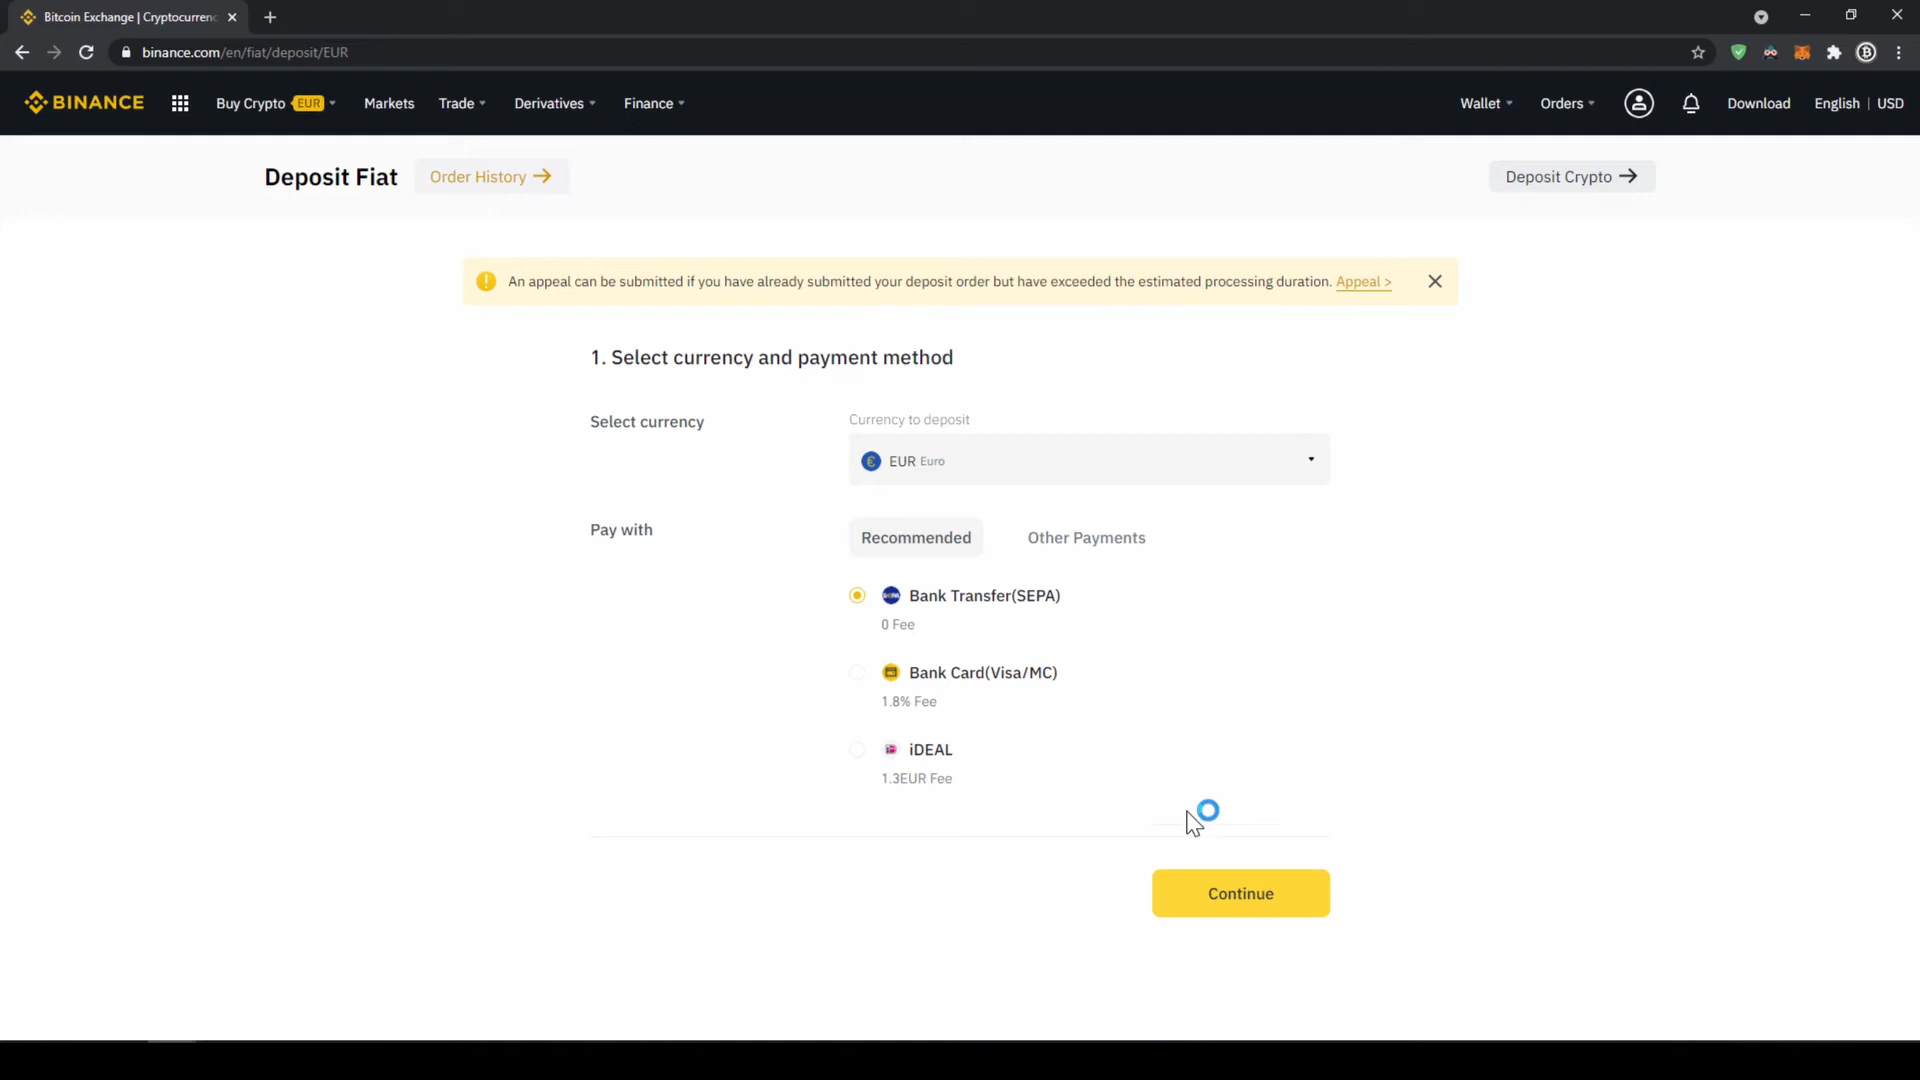 Bitcoin Exchange | Cryptocurrenc
binance.com/en/fiat/deposit/EUR
BINANCE Buy Crypto EUR Markets Trade Derivatives Finance Wallet Orders Download English | USD
Deposit Fiat Order History → Deposit Crypto →
An appeal can be submitted if you have already submitted your deposit order but have exceeded the estimated processing duration. Appeal >
1. Select currency and payment method
Currency to deposit
Select currency
EUR Euro
Pay with
Recommended Other Payments
Bank Transfer(SEPA)
0 Fee
Bank Card(Visa/MC)
1.8% Fee
iDEAL
1.3EUR Fee
Continue